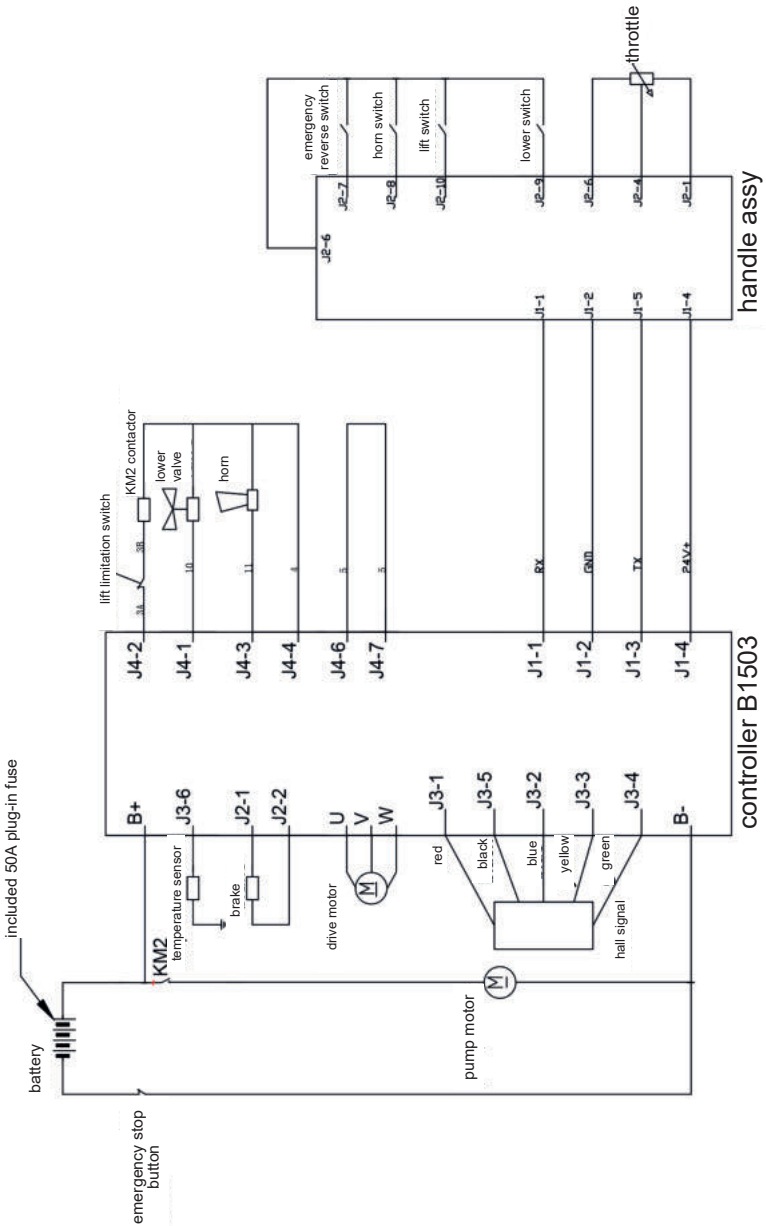 included 50A plug-in fuse
battery
emergency stop
button
KM2
pump motor
M
B+
J3-6
J2-1
J2-2
U
V
W
J3-1
J3-5
J3-2
J3-3
J3-4
B-
temperature sensor
brake
drive motor
M
red
black
blue
yellow
green
hall signal
controller B1503
J4-2
J4-1
J4-3
J4-4
J4-6
J4-7
J1-1
J1-2
J1-3
J1-4
lift limitation switch
3A
3B
KM2 contactor
10
lower
valve
11
horn
4
5
5
RX
GND
TX
24V+
handle assy
J1-1
J1-2
J1-5
J1-4
J2-6
J2-7
J2-8
J2-10
J2-9
J2-6
J2-4
J2-1
emergency
reverse switch
horn switch
lift switch
lower switch
throttle